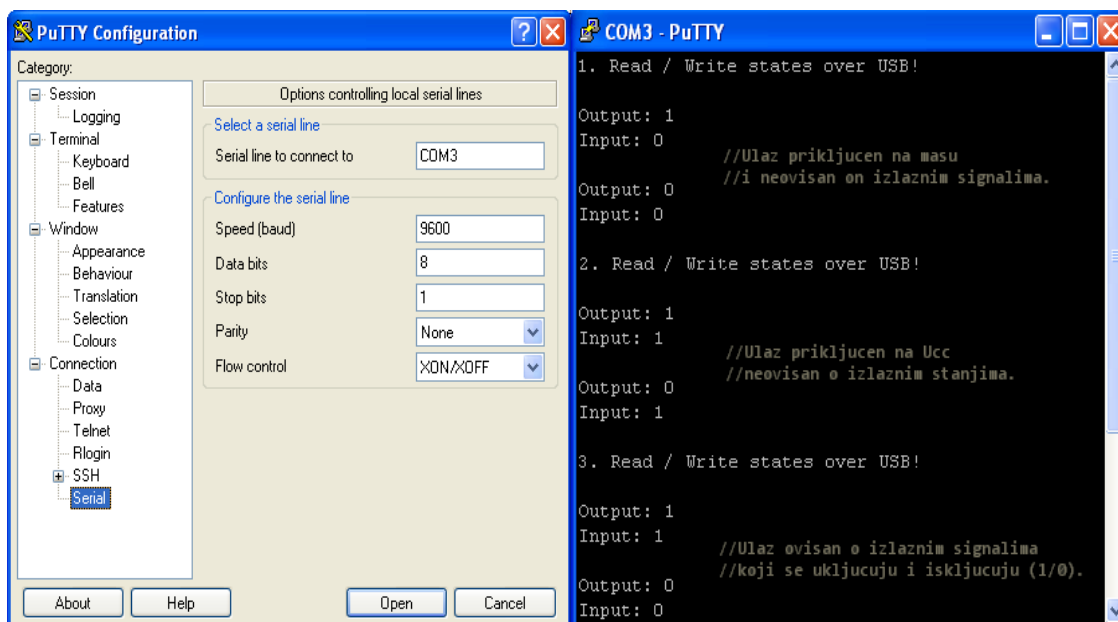 PuTTY Configuration
Category:
Session
Logging
Terminal
Keyboard
Bell
Features
Window
Appearance
Behaviour
Translation
Selection
Colours
Connection
Data
Proxy
Telnet
Rlogin
SSH
Serial
Options controlling local serial lines
Select a serial line
Serial line to connect to COM3
Configure the serial line
Speed (baud) 9600
Data bits 8
Stop bits 1
Parity None
Flow control XON/XOFF
About Help Open Cancel
COM3 - PuTTY
1. Read / Write states over USB!
Output: 1
Input: 0
//Ulaz prikljucen na masu
//i neovisan on izlaznim signalima.
Output: 0
Input: 0
2. Read / Write states over USB!
Output: 1
Input: 1
//Ulaz prikljucen na Ucc
//neovisan o izlaznim stanjima.
Output: 0
Input: 1
3. Read / Write states over USB!
Output: 1
Input: 1
//Ulaz ovisan o izlaznim signalima
//koji se ukljucuju i iskljucuju (1/0).
Output: 0
Input: 0